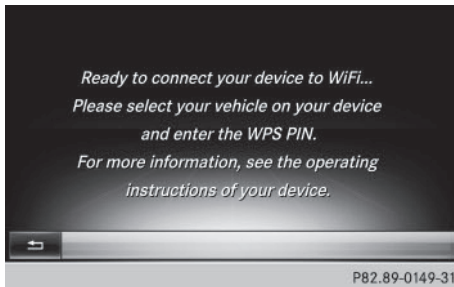 Ready to connect your device to WiFi...
Please select your vehicle on your device
and enter the WPS PIN.
For more information, see the operating
instructions of your device.
P82.89-0149-31